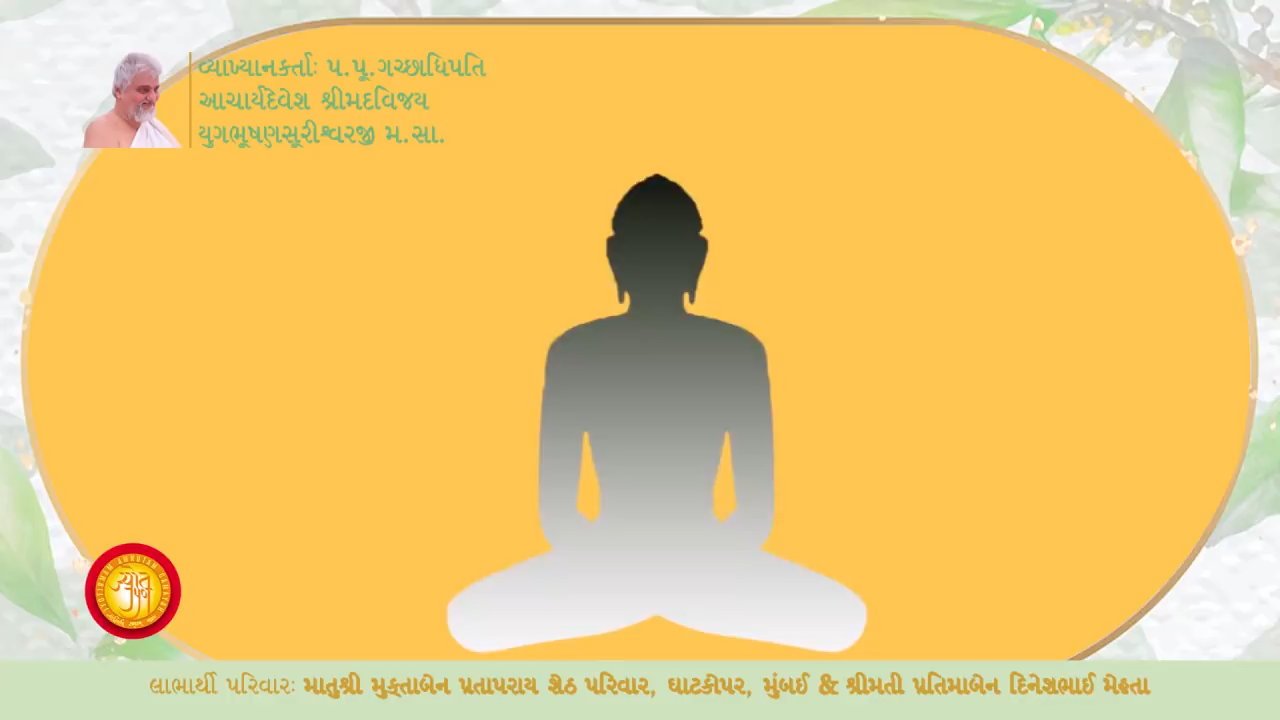 વ્યાખ્યાનકર્તાઃ પ.પૂ.ગચ્છાધિપતિ
આચાર્યદેવેશ શ્રીમદવિજય
યુગભૂષણસૂરીશ્વરજી મ.સા.
જ્યોત
લાભાર્થી પરિવારઃ માતુશ્રી મુક્તાબેન પ્રતાપરાય શેઠ પરિવાર, ઘાટકોપર, મુંબઈ & શ્રીમતી પ્રતિમાબેન દિનેશભાઈ મેહતા